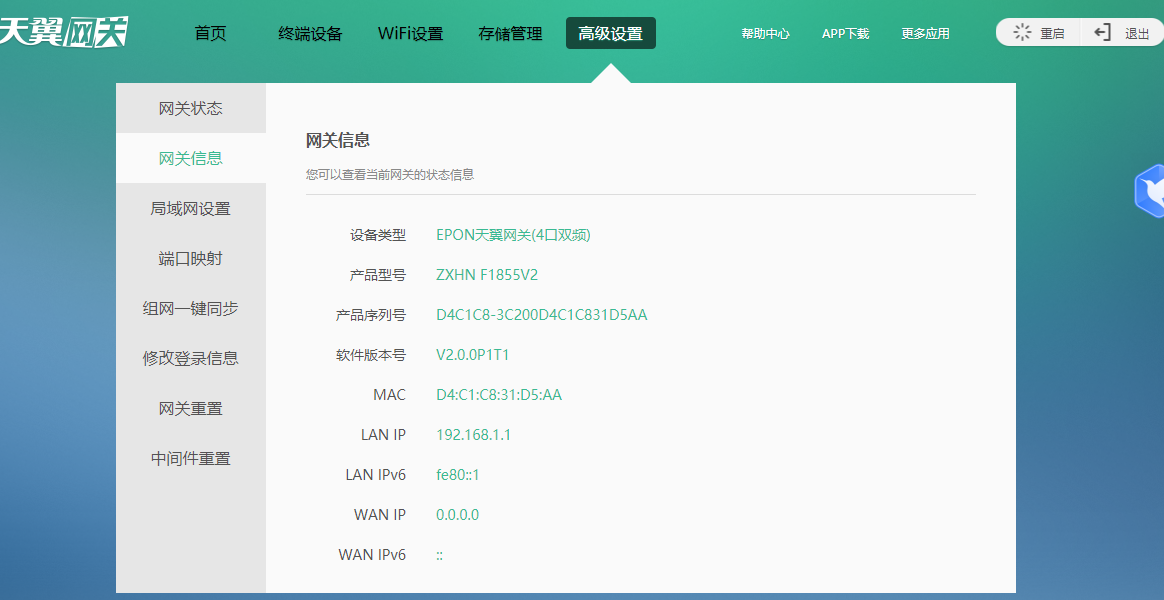 天翼网关
首页 终端设备 WiFi设置 存储管理 高级设置 帮助中心 APP下载 更多应用 重启 退出
网关状态
网关信息
局域网设置
端口映射
组网一键同步
修改登录信息
网关重置
中间件重置
网关信息
您可以查看当前网关的状态信息
设备类型 EPON天翼网关(4口双频)
产品型号 ZXHN F1855V2
产品序列号 D4C1C8-3C200D4C1C831D5AA
软件版本号 V2.0.0P1T1
MAC D4:C1:C8:31:D5:AA
LAN IP 192.168.1.1
LAN IPv6 fe80::1
WAN IP 0.0.0.0
WAN IPv6 ::